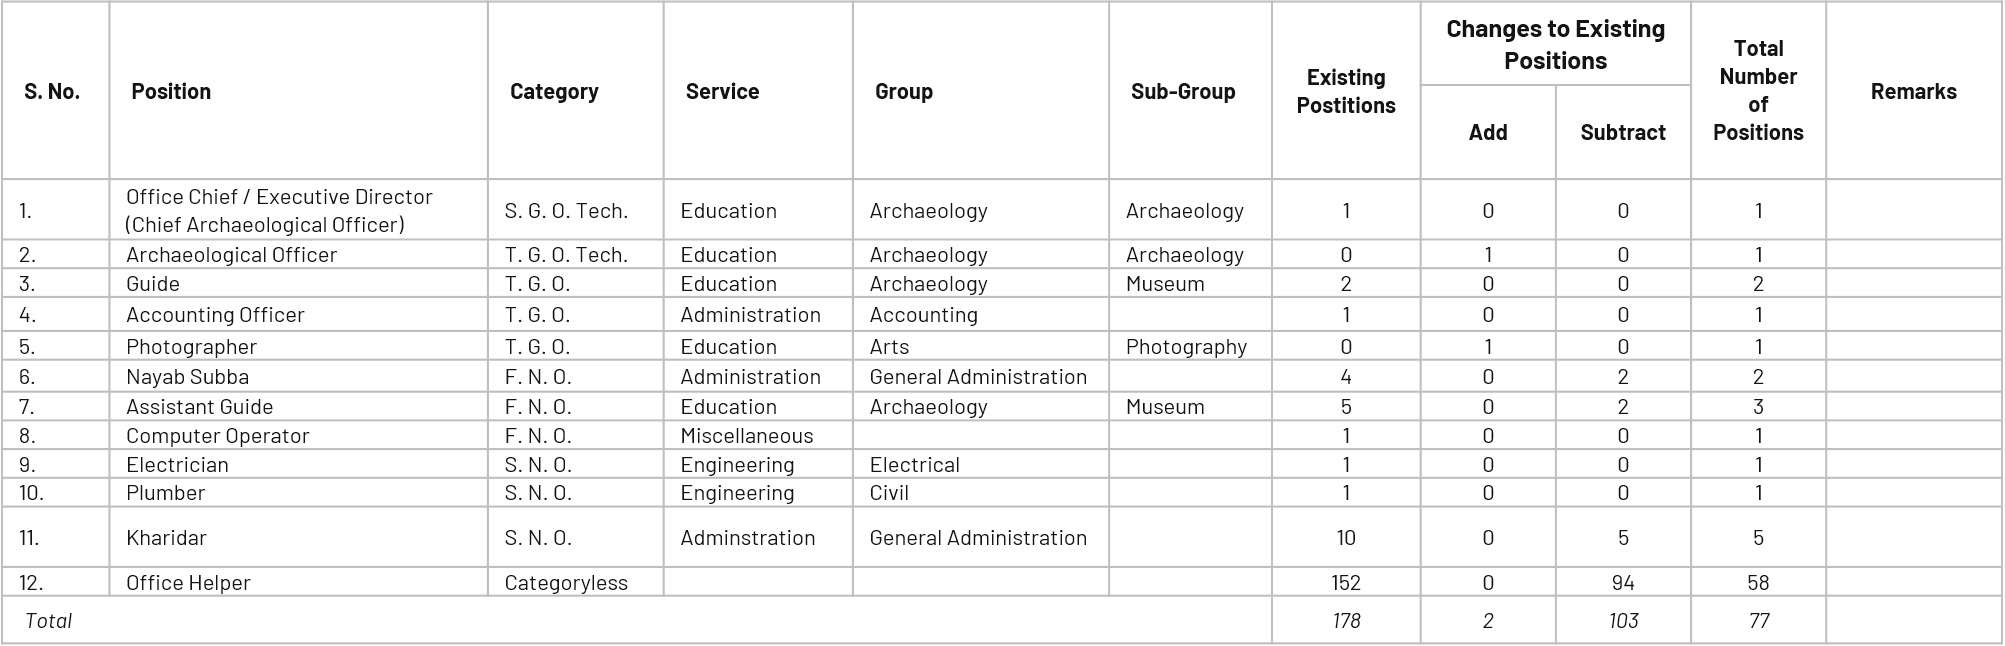 S. No. Position Category Service Group Sub-Group Existing Postitions Changes to Existing Positions Add Subtract Total Number of Positions Remarks
1. Office Chief / Executive Director (Chief Archaeological Officer) S. G. O. Tech. Education Archaeology Archaeology 1 0 0 1
2. Archaeological Officer T. G. O. Tech. Education Archaeology Archaeology 0 1 0 1
3. Guide T. G. O. Education Archaeology Museum 2 0 0 2
4. Accounting Officer T. G. O. Administration Accounting 1 0 0 1
5. Photographer T. G. O. Education Arts Photography 0 1 0 1
6. Nayab Subba F. N. O. Administration General Administration 4 0 2 2
7. Assistant Guide F. N. O. Education Archaeology Museum 5 0 2 3
8. Computer Operator F. N. O. Miscellaneous 1 0 0 1
9. Electrician S. N. O. Engineering Electrical 1 0 0 1
10. Plumber S. N. O. Engineering Civil 1 0 0 1
11. Kharidar S. N. O. Adminstration General Administration 10 0 5 5
12. Office Helper Categoryless 152 0 94 58
Total 178 2 103 77